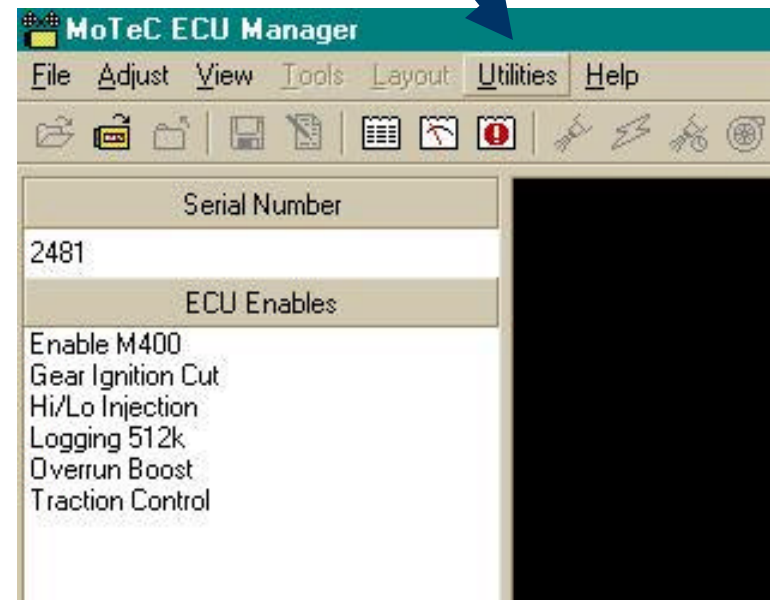 MoTeC ECU Manager
File Adjust View Tools Layout Utilities Help
Serial Number
2481
ECU Enables
Enable M400
Gear Ignition Cut
Hi/Lo Injection
Logging 512k
Overrun Boost
Traction Control